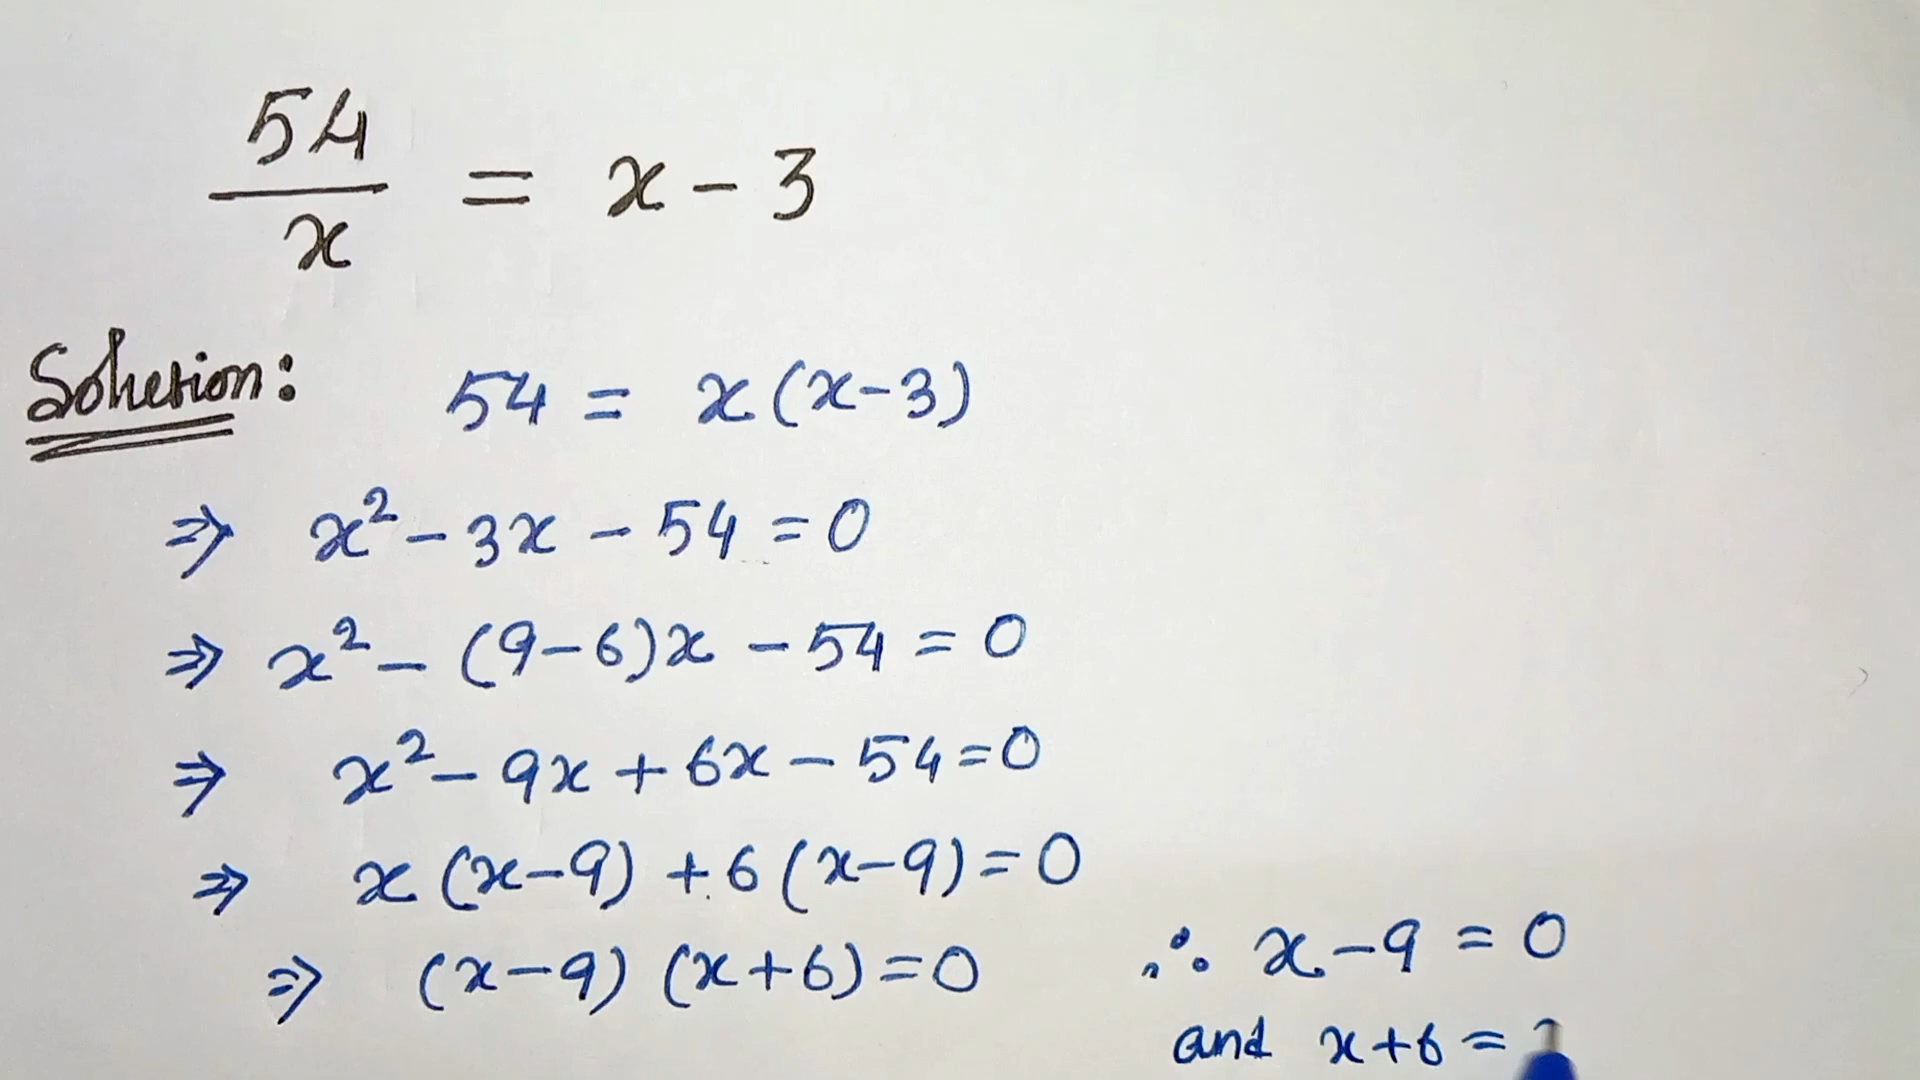 54/x = x - 3
Solution: 54 = x(x-3)
⇒ x² - 3x - 54 = 0
⇒ x² - (9-6)x - 54 = 0
⇒ x² - 9x + 6x - 54 = 0
⇒ x(x-9) + 6(x-9) = 0
⇒ (x-9) (x+6) = 0
∴ x - 9 = 0
and x + 6 =